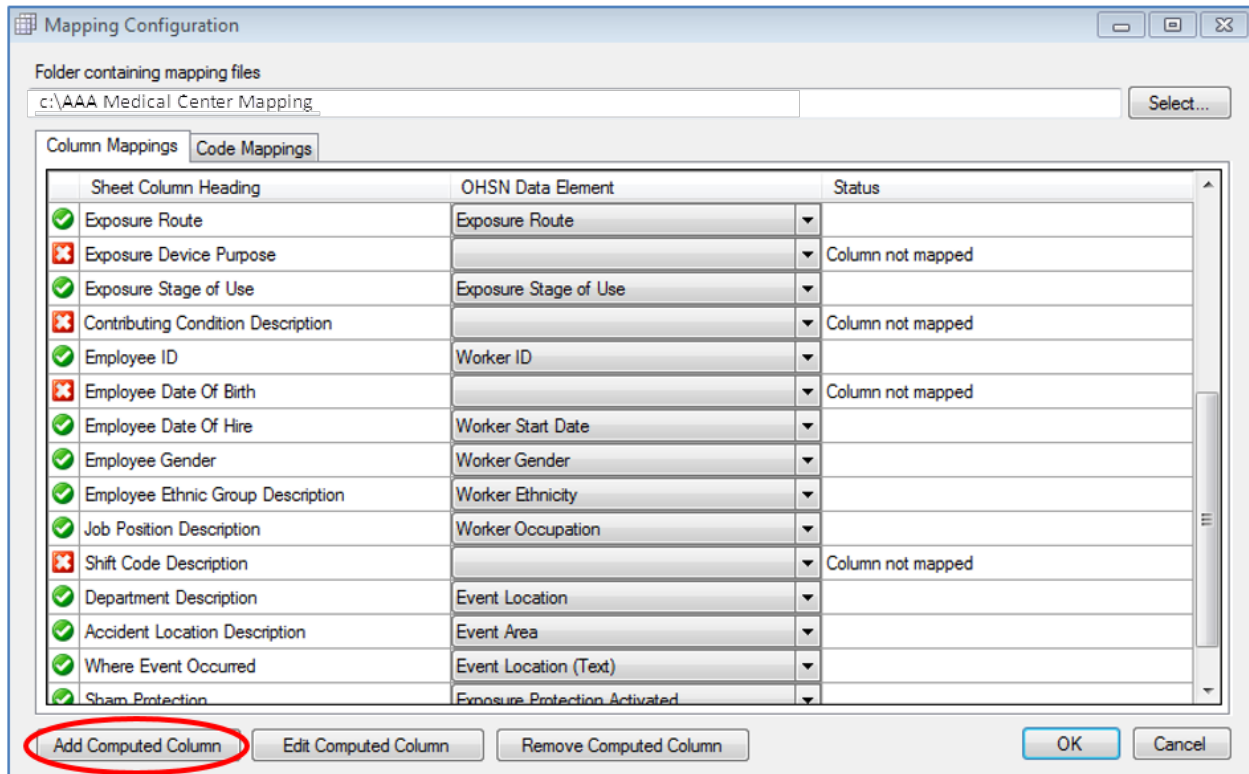 Mapping Configuration
Folder containing mapping files
c:\AAA Medical Center Mapping
Select...
Column Mappings Code Mappings
Sheet Column Heading OHSN Data Element Status
Exposure Route Exposure Route
Exposure Device Purpose Column not mapped
Exposure Stage of Use Exposure Stage of Use
Contributing Condition Description Column not mapped
Employee ID Worker ID
Employee Date Of Birth Column not mapped
Employee Date Of Hire Worker Start Date
Employee Gender Worker Gender
Employee Ethnic Group Description Worker Ethnicity
Job Position Description Worker Occupation
Shift Code Description Column not mapped
Department Description Event Location
Accident Location Description Event Area
Where Event Occurred Event Location (Text)
Sharp Protection Exposure Protection Activated
Add Computed Column Edit Computed Column Remove Computed Column OK Cancel